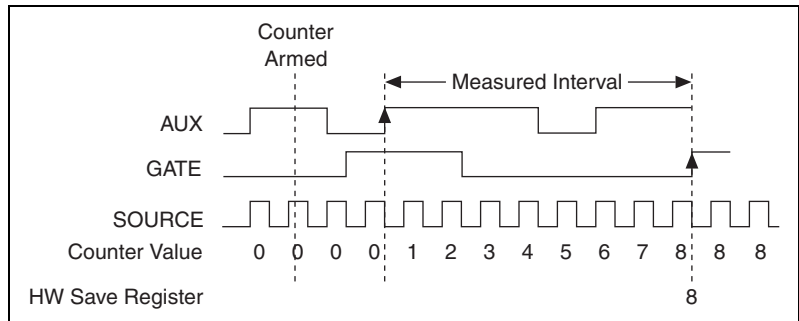 Counter
Armed
Measured Interval
AUX
GATE
SOURCE
Counter Value 0 0 0 0 1 2 3 4 5 6 7 8 8 8
HW Save Register 8